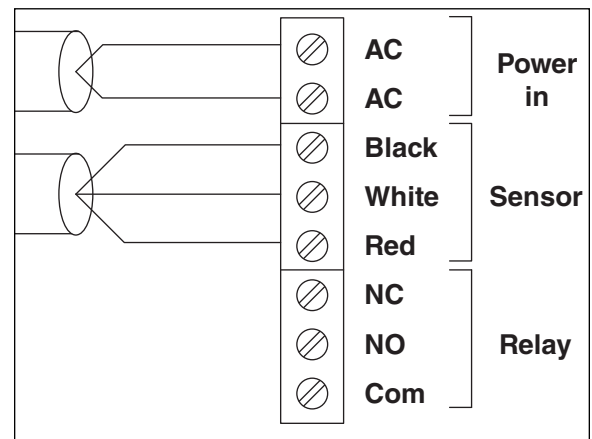 AC
AC
Power
in
Black
White
Red
Sensor
NC
NO
Com
Relay